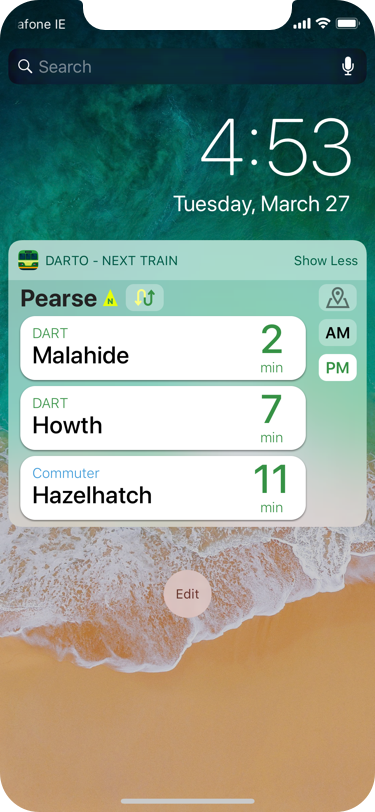 afone IE
Search
4:53
Tuesday, March 27
DARTO - NEXT TRAIN Show Less
Pearse N
DART
Malahide
2
min
AM
PM
DART
Howth
7
min
Commuter
Hazelhatch
11
min
Edit